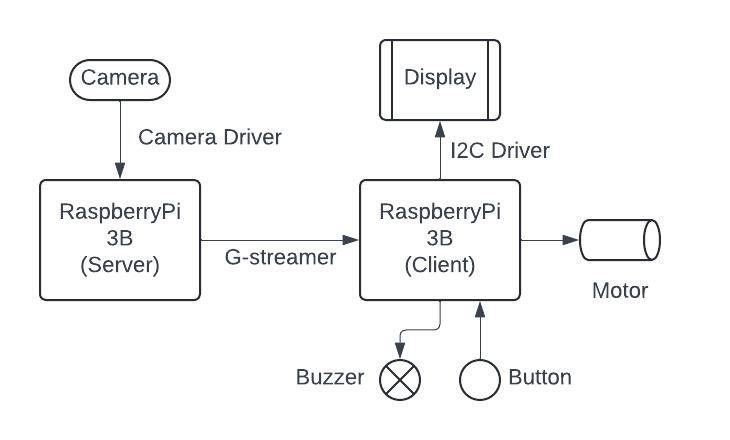 Camera
Display
Camera Driver
I2C Driver
RaspberryPi
3B
(Server)
G-streamer
RaspberryPi
3B
(Client)
Motor
Buzzer
Button